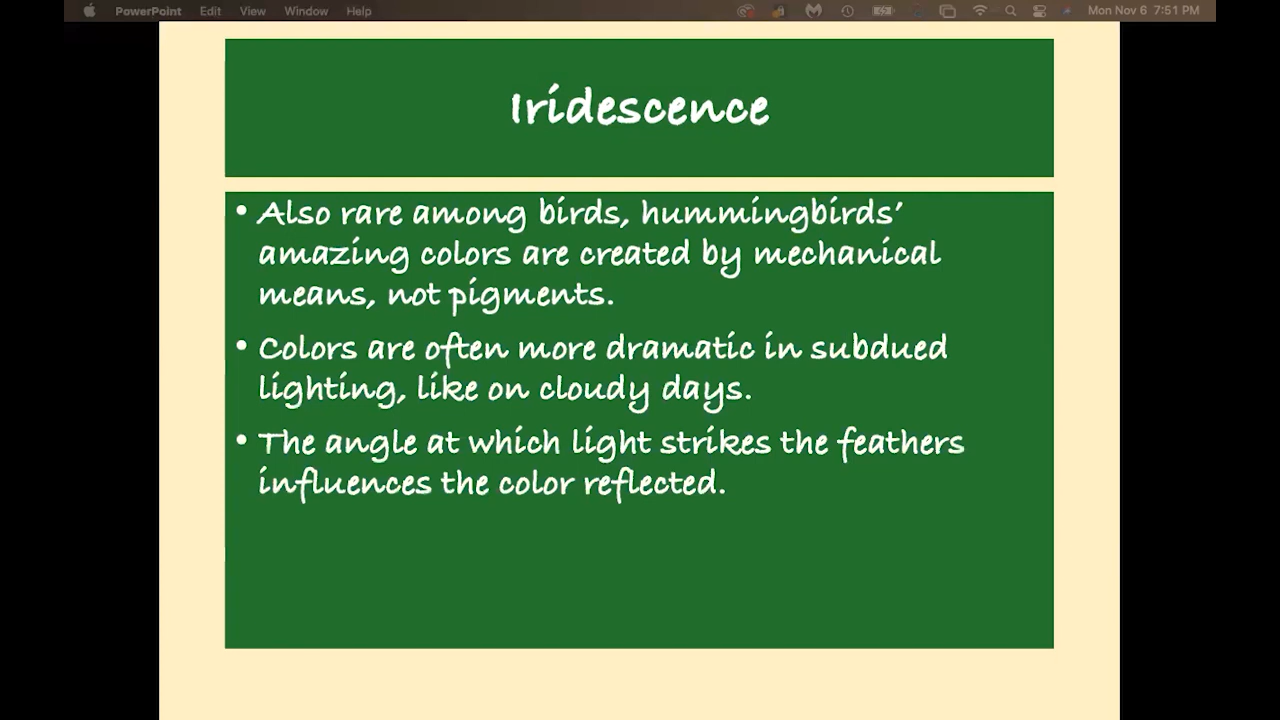 PowerPoint Edit View Window Help Mon Nov 6 7:51 PM
Iridescence
• Also rare among birds, hummingbirds’
amazing colors are created by mechanical
means, not pigments.
• Colors are often more dramatic in subdued
lighting, like on cloudy days.
• The angle at which light strikes the feathers
influences the color reflected.